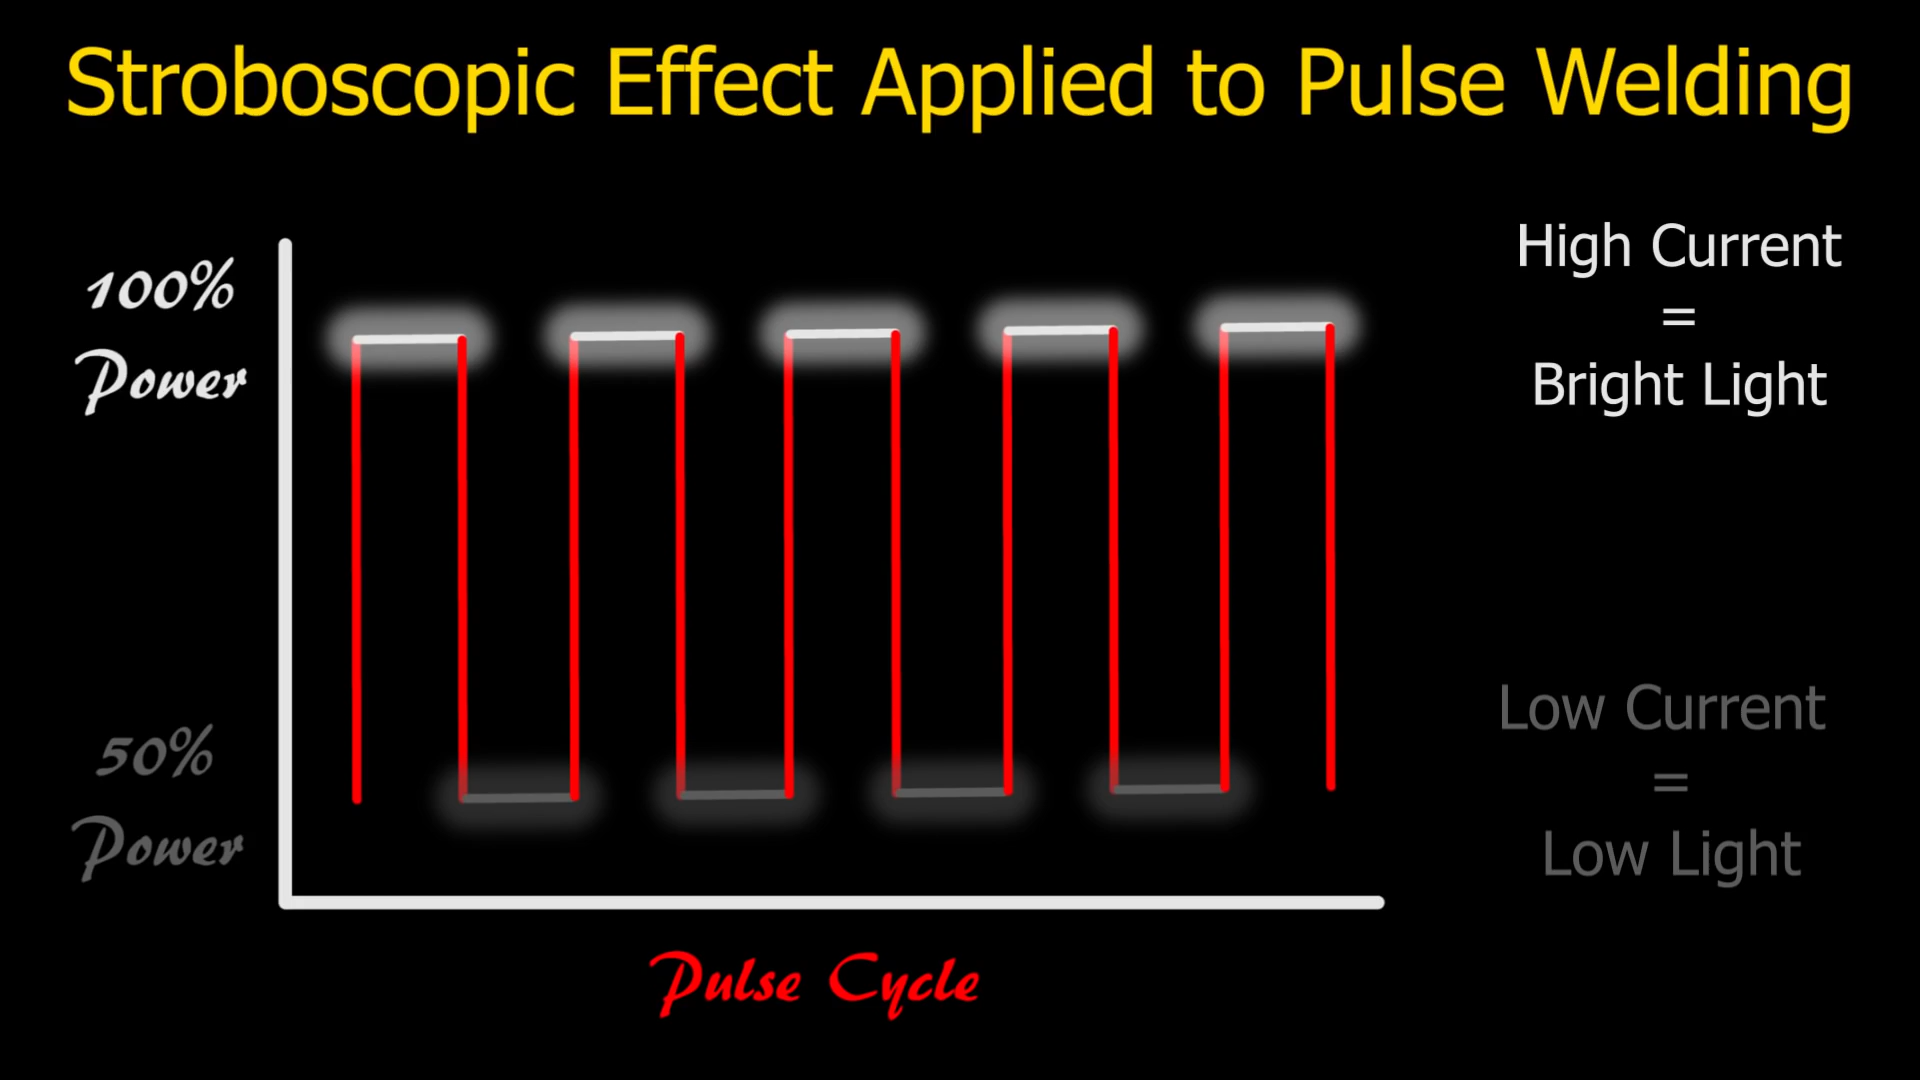 Stroboscopic Effect Applied to Pulse Welding
100%
Power
High Current
=
Bright Light
50%
Power
Low Current
=
Low Light
Pulse Cycle